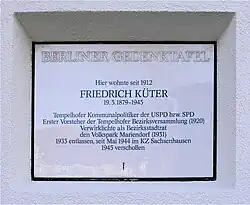 BERLINER GEDENKTAFEL
Hier wohnte seit 1912
FRIEDRICH KÜTER
19. 3. 1879-1945
Tempelhofer Kommunalpolitiker der USPD bzw. SPD
Erster Vorsteher der Tempelhofer Bezirksversammlung (1920)
Verwirklichte als Bezirksstadtrat
den Volkspark Mariendorf (1931)
1933 entlassen, seit Mai 1944 im KZ Sachsenhausen
1945 verschollen